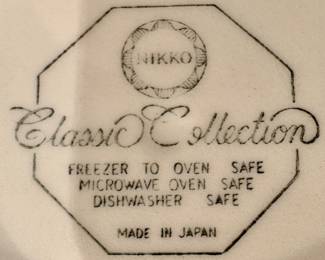 NIKKO
Classic Collection
FREEZER TO OVEN SAFE
MICROWAVE OVEN SAFE
DISHWASHER SAFE
MADE IN JAPAN